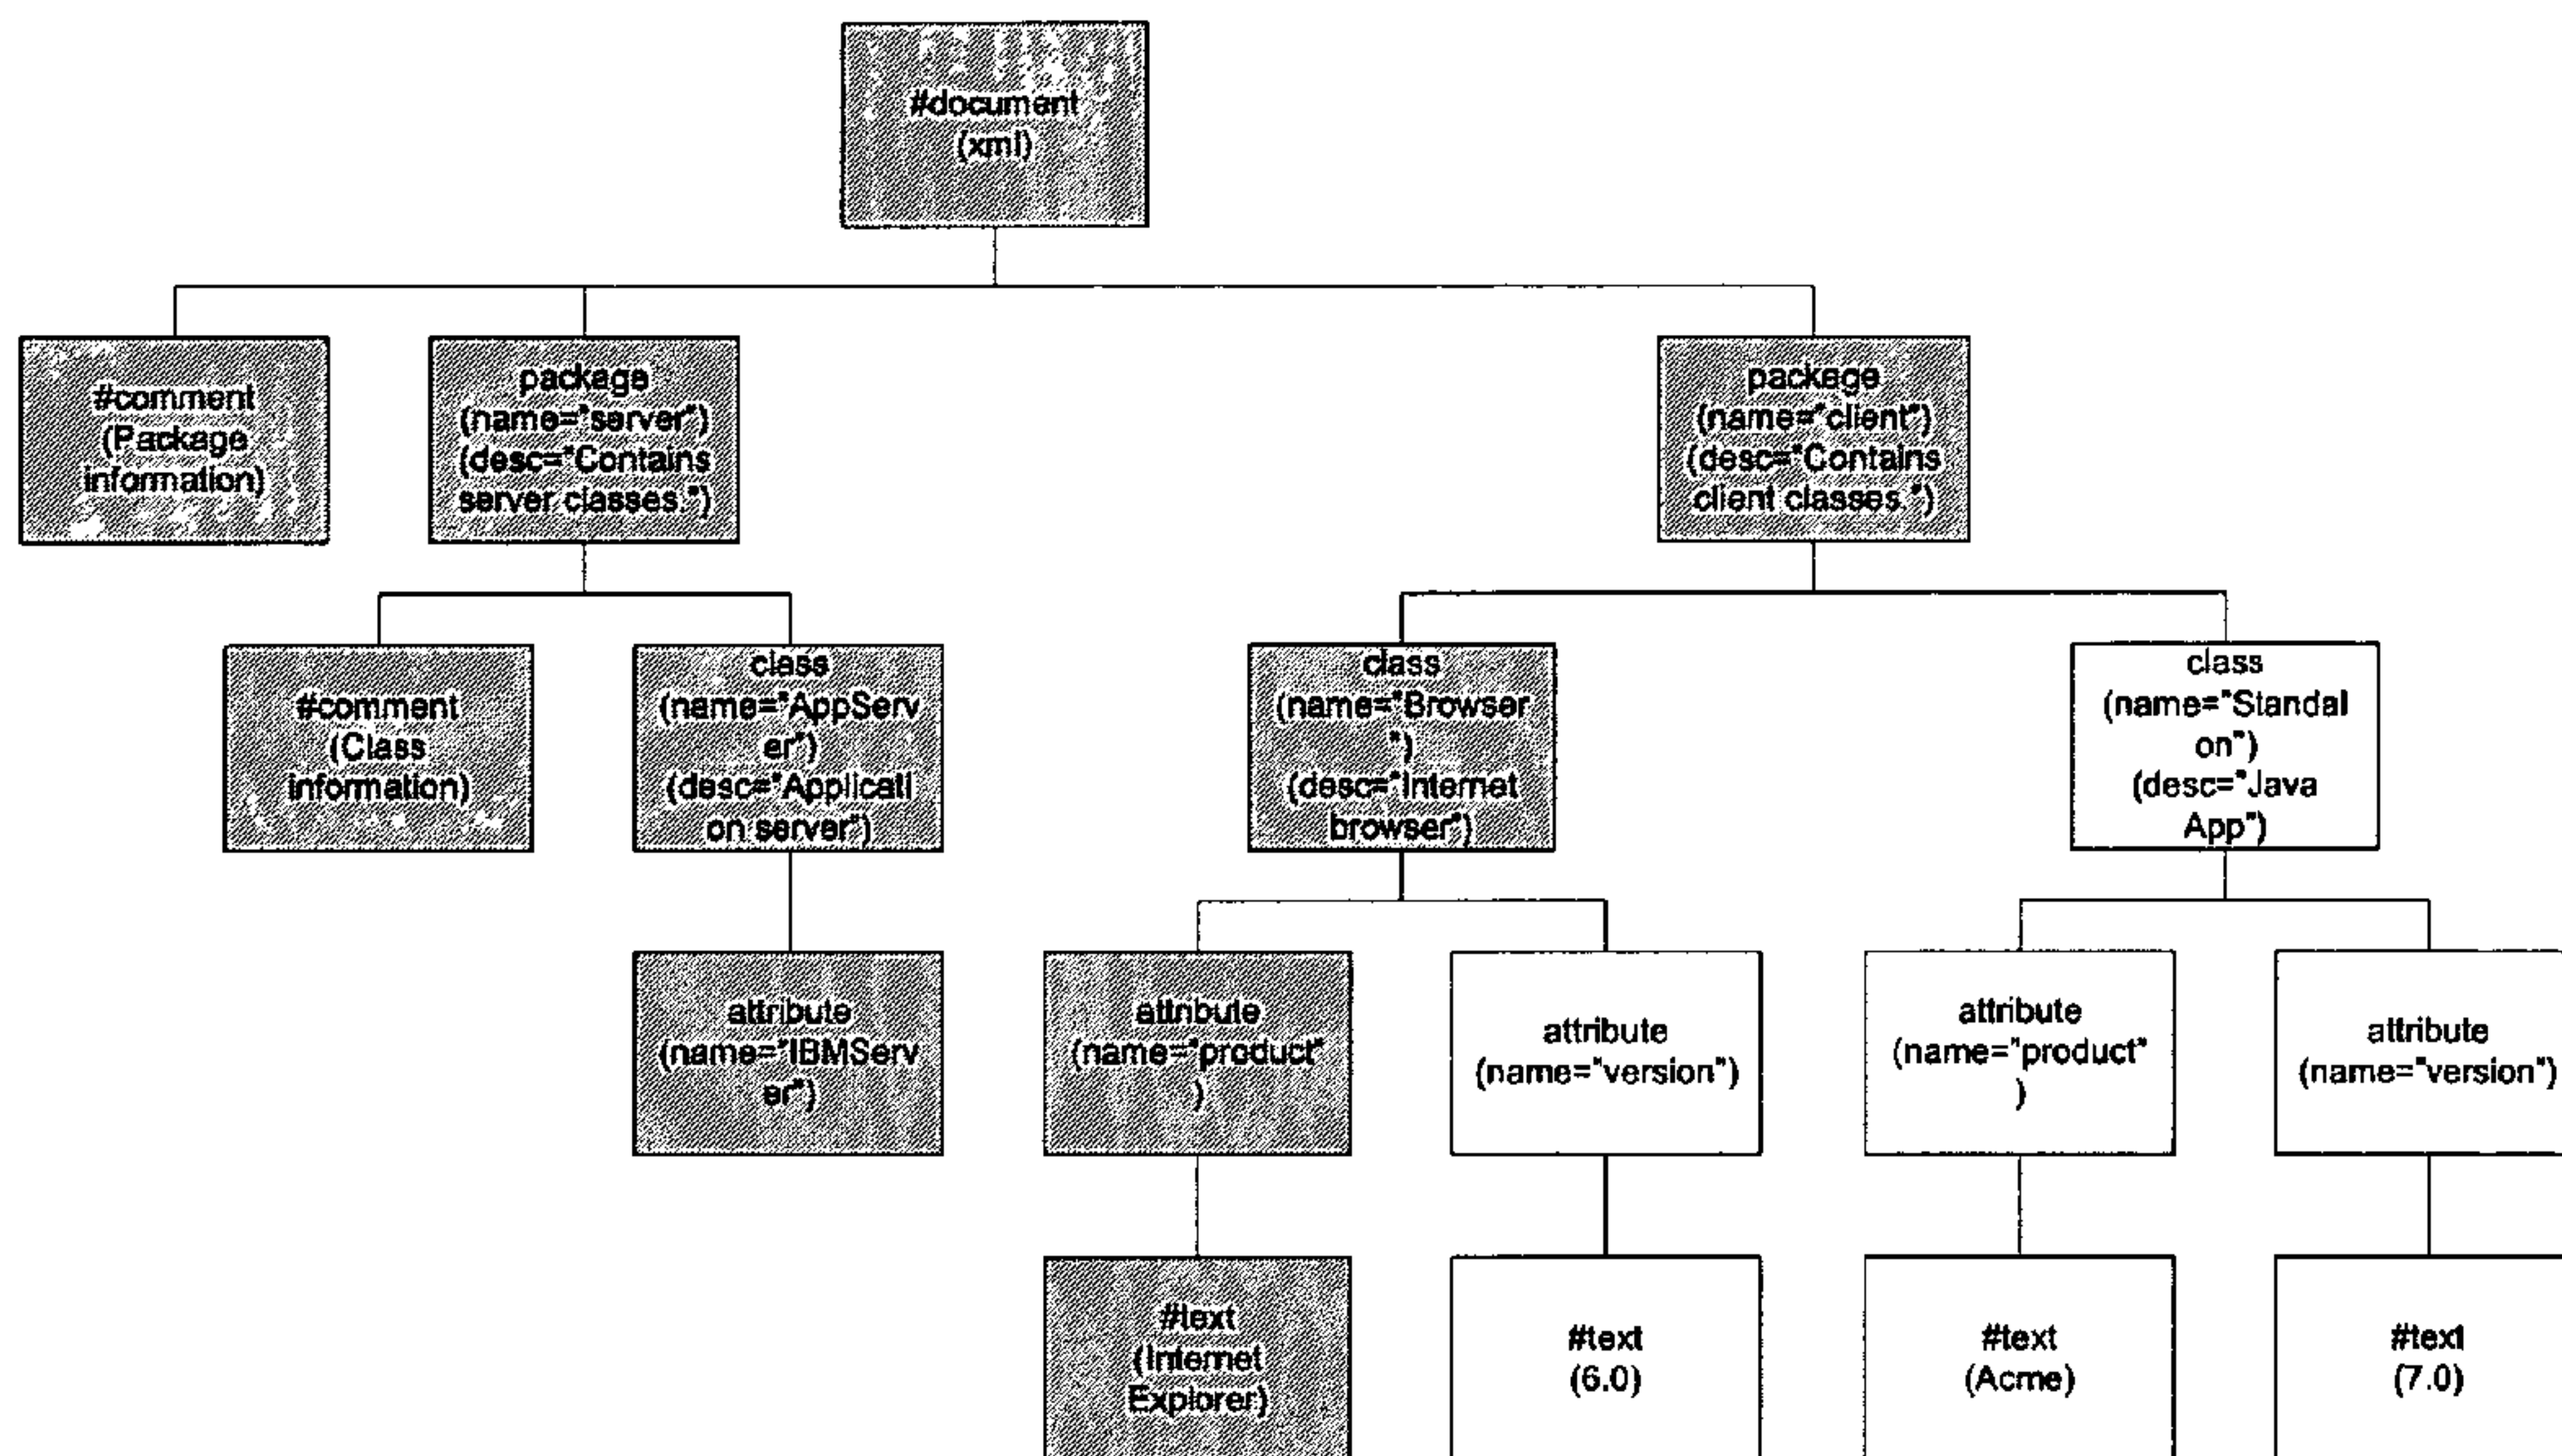 #document
(xml)
#comment
(Package
information)
package
(name="server")
(desc="Contains
server classes.")
package
(name="client")
(desc="Contains
client classes.")
#comment
(Class
information)
class
(name="AppServ
er")
(desc="Applicati
on server")
class
(name="Browser
")
(desc="Internet
browser")
class
(name="Standal
on")
(desc="Java
App")
attribute
(name="IBMServ
er")
attribute
(name="product"
)
attribute
(name="version")
attribute
(name="product"
)
attribute
(name="version")
#text
(Internet
Explorer)
#text
(6.0)
#text
(Acme)
#text
(7.0)